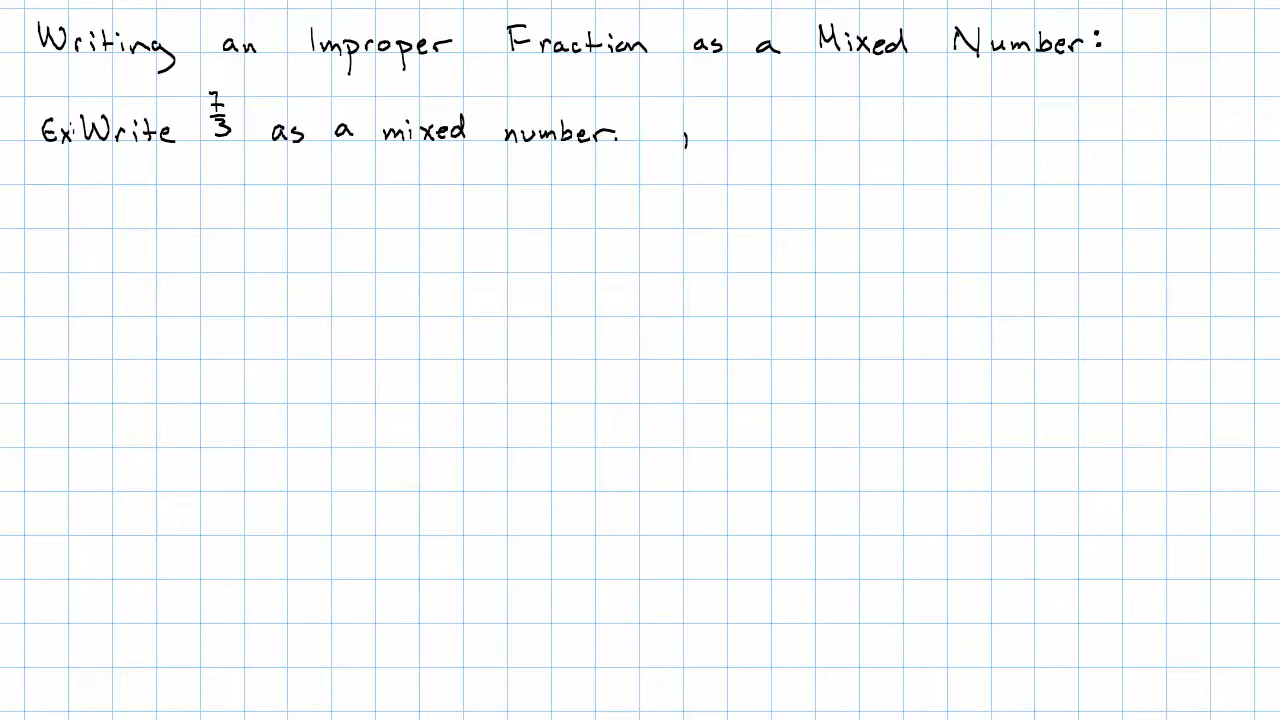 Writing an Improper Fraction as a Mixed Number:
Ex: Write 7/3 as a mixed number.